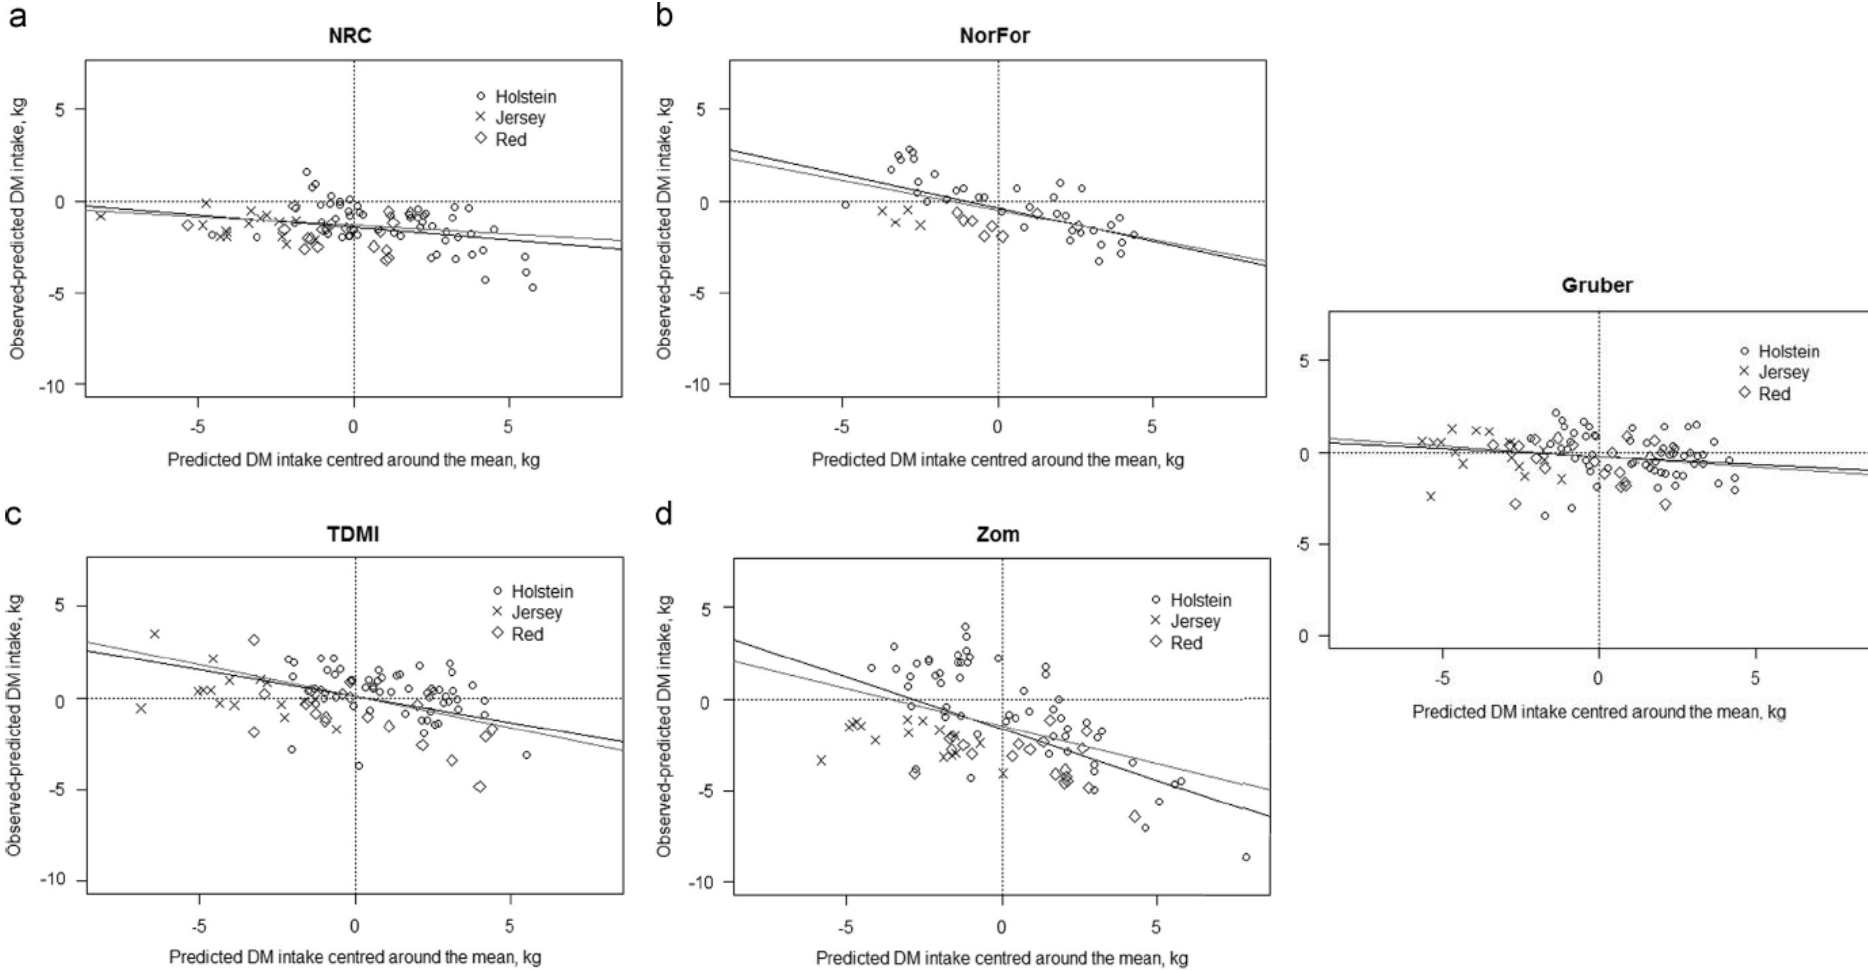 a
NRC
Observed-predicted DM intake, kg
5
0
-5
-10
Holstein
Jersey
Red
-5
0
5
Predicted DM intake centred around the mean, kg
b
NorFor
Observed-predicted DM intake, kg
5
0
-5
-10
-5
0
5
Predicted DM intake centred around the mean, kg
Gruber
5
0
-5
0
Holstein
Jersey
Red
-5
0
5
Predicted DM intake centred around the mean, kg
c
TDMI
Observed-predicted DM intake, kg
5
0
-5
-10
Holstein
Jersey
Red
-5
0
5
Predicted DM intake centred around the mean, kg
d
Zom
Observed-predicted DM intake, kg
5
0
-5
-10
Holstein
Jersey
Red
-5
0
5
Predicted DM intake centred around the mean, kg